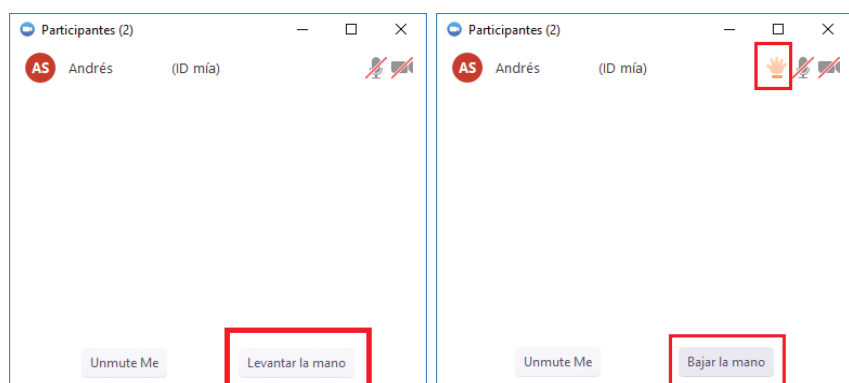 Participantes (2)
AS Andrés (ID mía)
Unmute Me Levantar la mano
Participantes (2)
AS Andrés (ID mía)
Unmute Me Bajar la mano